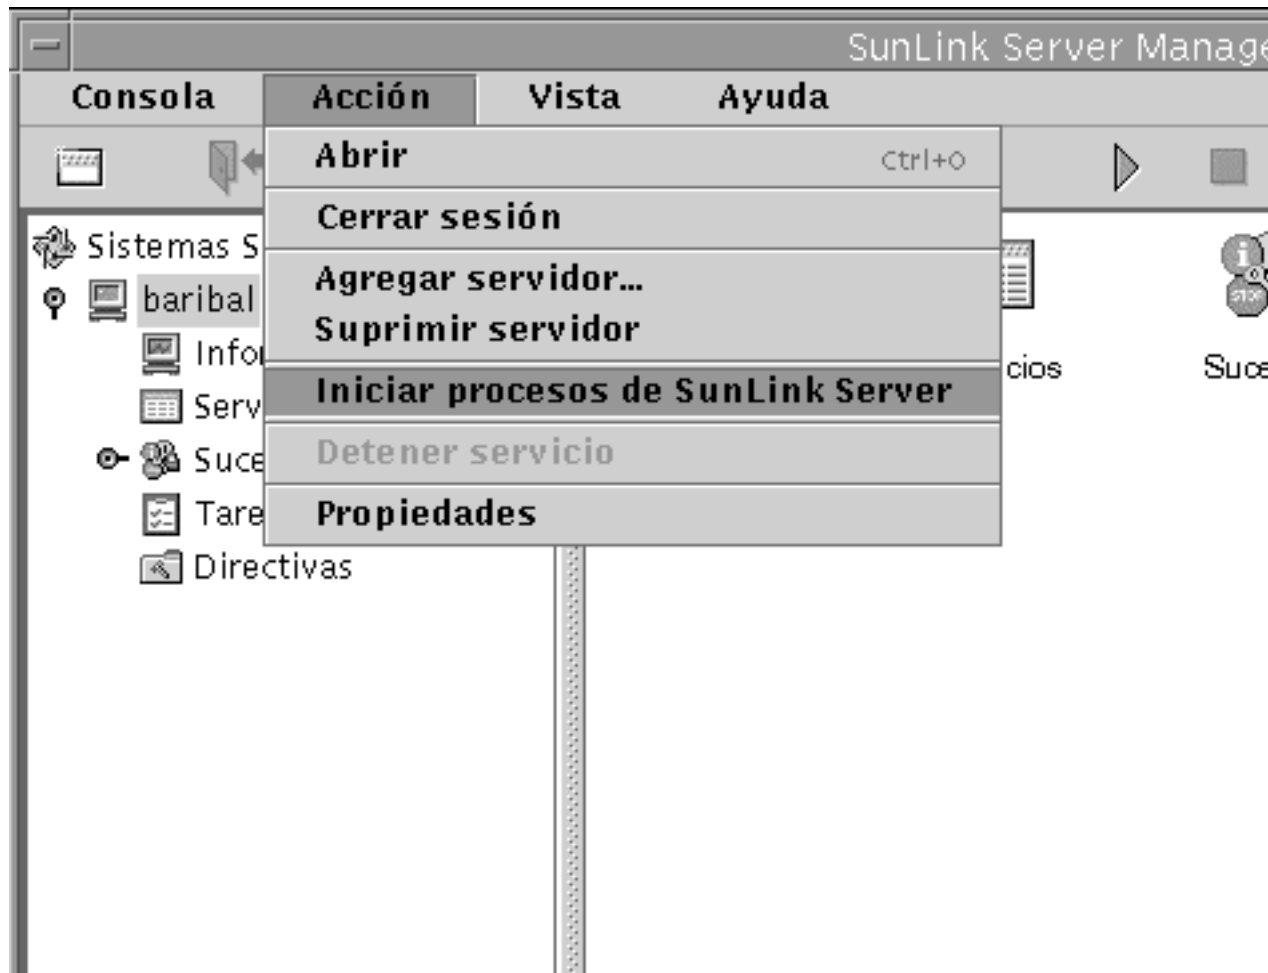 SunLink Server Manage
Consola Acción Vista Ayuda
Abrir Ctrl+O
Cerrar sesión
Sistemas S
Agregar servidor...
baribal
Suprimir servidor
Infor
cios Suce
Iniciar procesos de SunLink Server
Serv
Detener servicio
Suce
Propiedades
Tare
Directivas